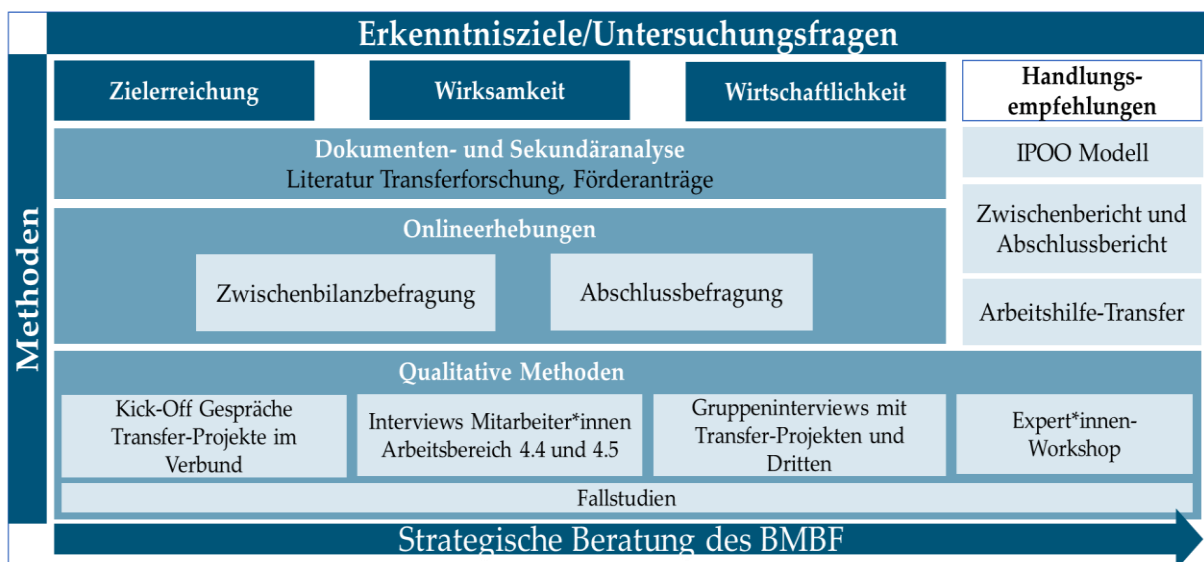 Erkenntnisziele/Untersuchungsfragen
Methoden
Zielerreichung
Wirksamkeit
Wirtschaftlichkeit
Handlungs-
empfehlungen
Dokumenten- und Sekundäranalyse
Literatur Transferforschung, Förderanträge
IPOO Modell
Onlineerhebungen
Zwischenbilanzbefragung
Abschlussbefragung
Zwischenbericht und
Abschlussbericht
Arbeitshilfe-Transfer
Qualitative Methoden
Kick-Off Gespräche
Transfer-Projekte im
Verbund
Interviews Mitarbeiter*innen
Arbeitsbereich 4.4 und 4.5
Gruppeninterviews mit
Transfer-Projekten und
Dritten
Expert*innen-
Workshop
Fallstudien
Strategische Beratung des BMBF